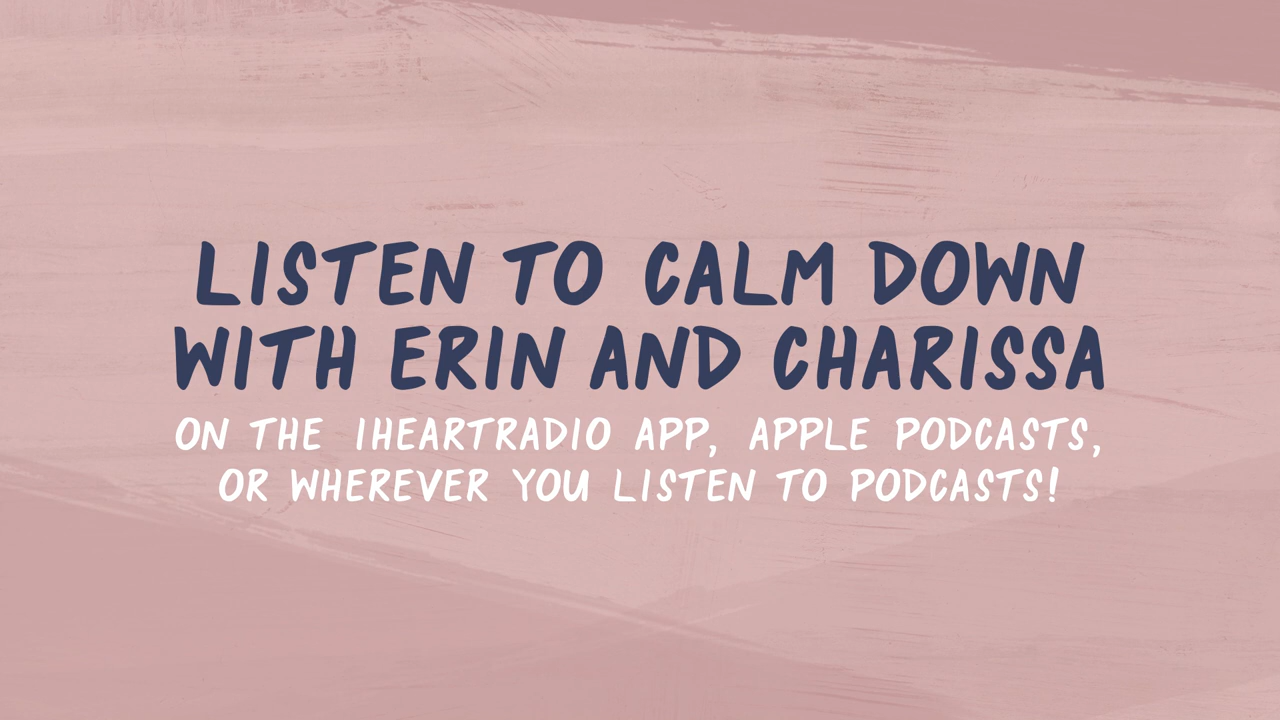 LISTEN TO CALM DOWN
WITH ERIN AND CHARISSA
ON THE IHEARTRADIO APP, APPLE PODCASTS,
OR WHEREVER YOU LISTEN TO PODCASTS!